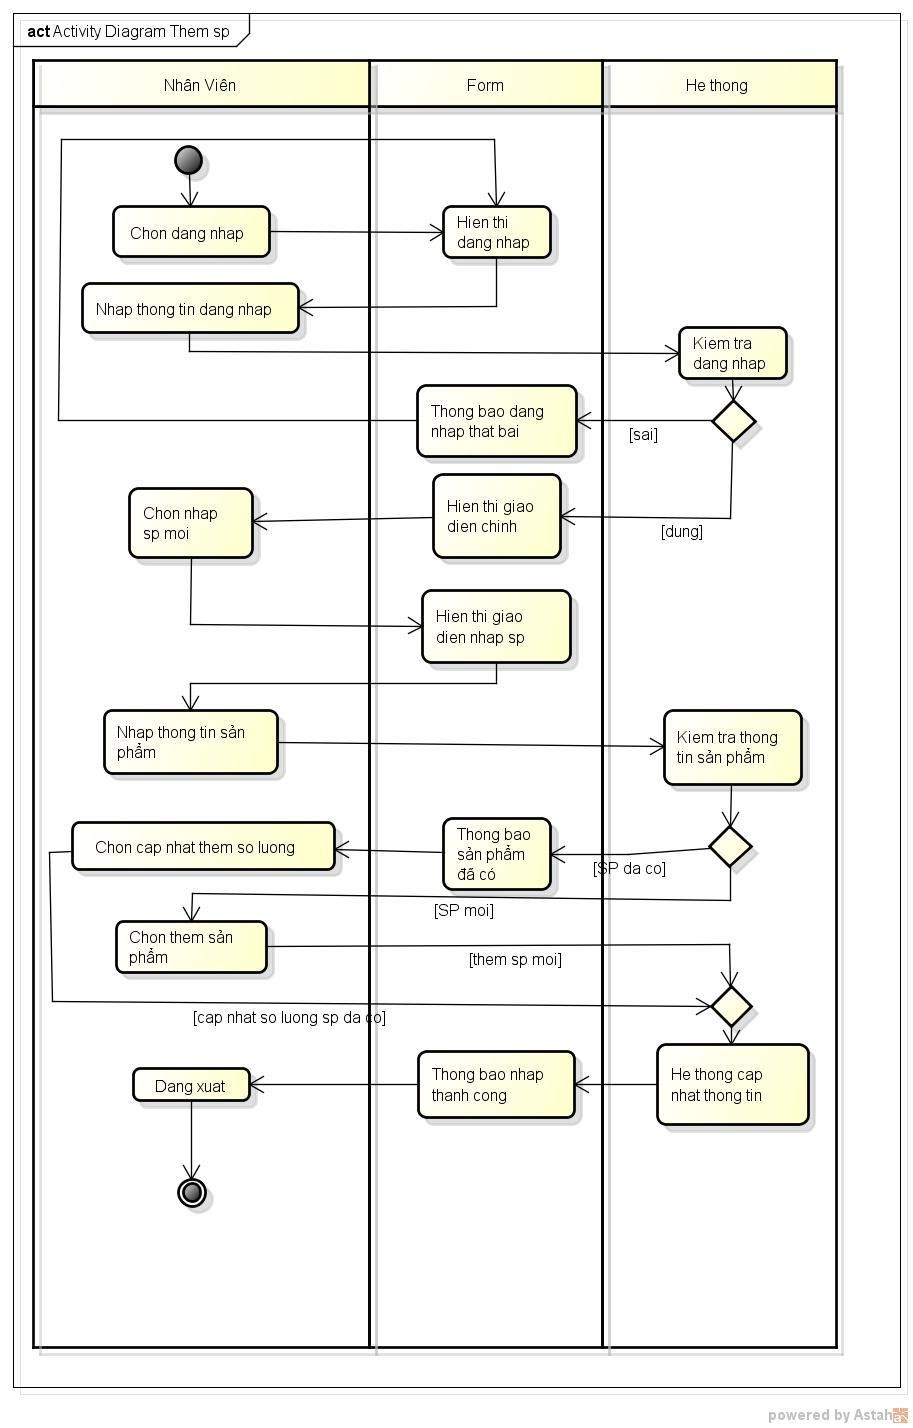 act Activity Diagram Them sp
Nhân Viên
Form
He thong
Chon dang nhap
Hien thi
dang nhap
Nhap thong tin dang nhap
Kiem tra
dang nhap
Thong bao dang
nhap that bai
[sai]
Chon nhap
sp moi
Hien thi giao
dien chinh
[dung]
Hien thi giao
dien nhap sp
Nhap thong tin sản
phẩm
Kiem tra thong
tin sản phẩm
Chon cap nhat them so luong
Thong bao
sản phẩm
đã có
[SP da co]
[SP moi]
Chon them sản
phẩm
[them sp moi]
[cap nhat so luong sp da co]
Dang xuat
Thong bao nhap
thanh cong
He thong cap
nhat thong tin
powered by Astah